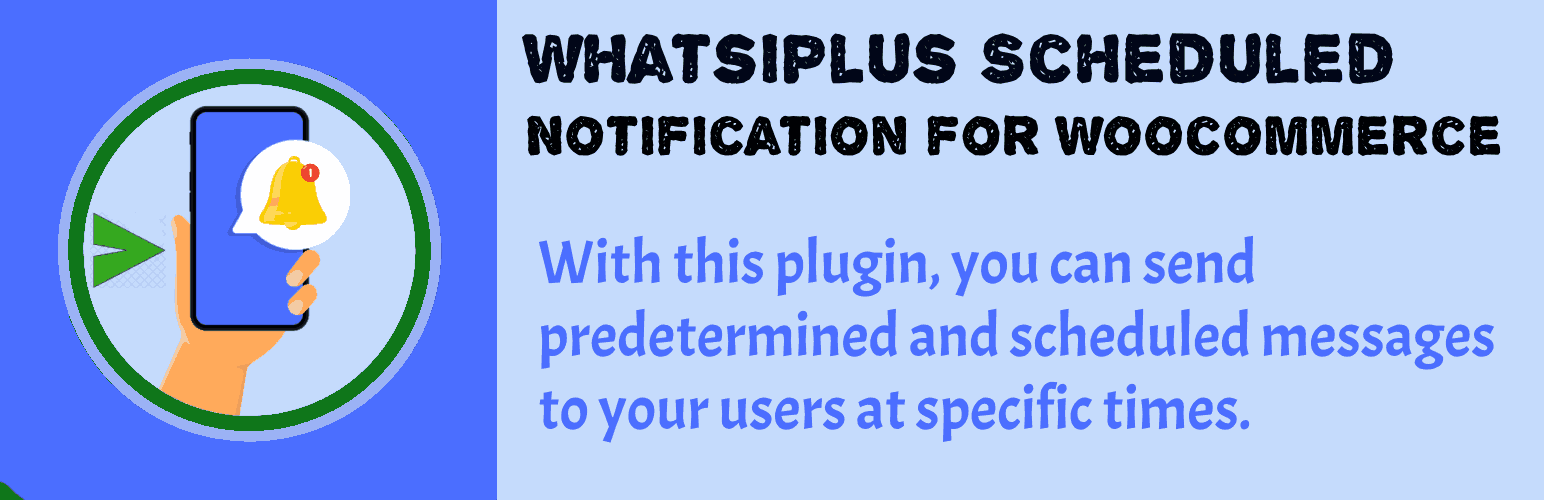 WHATSIPLUS SCHEDULED
NOTIFICATION FOR WOOCOMMERCE
With this plugin, you can send
predetermined and scheduled messages
to your users at specific times.